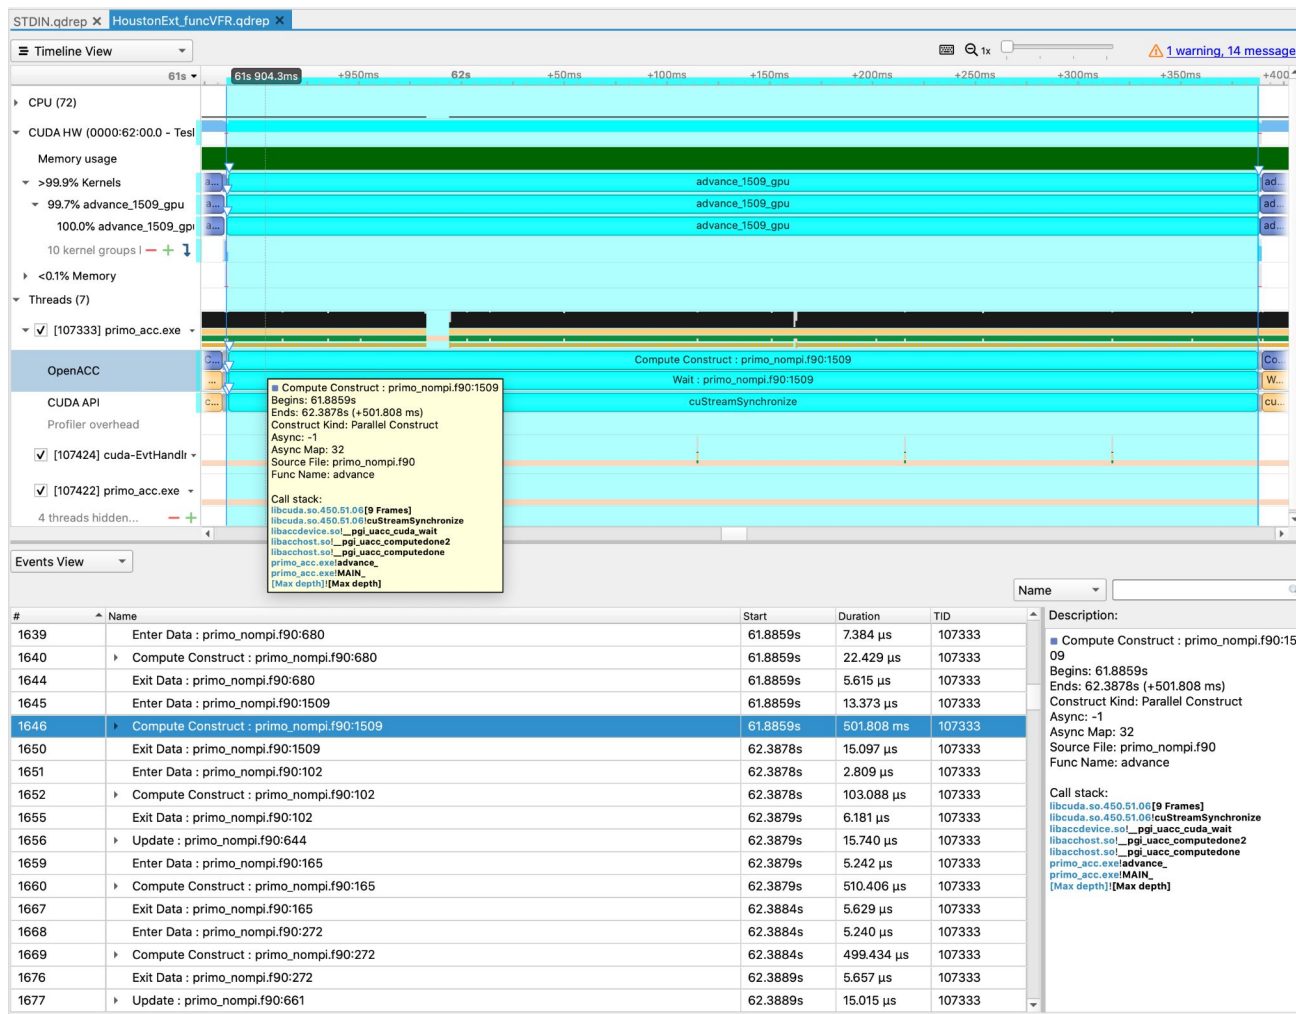 STDIN.qdrep × HoustonExt_funcVFR.qdrep ×
Timeline View 1x 1 warning, 14 message
61s 61s 904.3ms +950ms 62s +50ms +100ms +150ms +200ms +250ms +300ms +350ms +400
CPU (72)
CUDA HW (0000:62:00.0 - Tesl
Memory usage
>99.9% Kernels a... advance_1509_gpu ad...
99.7% advance_1509_gpu a... advance_1509_gpu ad...
100.0% advance_1509_gpu a... advance_1509_gpu ad...
10 kernel groups
<0.1% Memory
Threads (7)
[107333] primo_acc.exe
OpenACC
C... Compute Construct : primo_nompi.f90:1509 Co...
... Wait : primo_nompi.f90:1509 W...
CUDA API c... cuStreamSynchronize cu...
Profiler overhead
[107424] cuda-EvtHandlr
[107422] primo_acc.exe
4 threads hidden...
Compute Construct : primo_nompi.f90:1509
Begins: 61.8859s
Ends: 62.3878s (+501.808 ms)
Construct Kind: Parallel Construct
Async: -1
Async Map: 32
Source File: primo_nompi.f90
Func Name: advance
Call stack:
libcuda.so.450.51.06[9 Frames]
libcuda.so.450.51.06!cuStreamSynchronize
libaccdevice.so!__pgi_uacc_cuda_wait
libacchost.so!__pgi_uacc_computedone2
libacchost.so!__pgi_uacc_computedone
primo_acc.exe!advance_
primo_acc.exe!MAIN_
[Max depth]![Max depth]
Events View
Name
# Name Start Duration TID
1639 Enter Data : primo_nompi.f90:680 61.8859s 7.384 µs 107333
1640 Compute Construct : primo_nompi.f90:680 61.8859s 22.429 µs 107333
1644 Exit Data : primo_nompi.f90:680 61.8859s 5.615 µs 107333
1645 Enter Data : primo_nompi.f90:1509 61.8859s 13.373 µs 107333
1646 Compute Construct : primo_nompi.f90:1509 61.8859s 501.808 ms 107333
1650 Exit Data : primo_nompi.f90:1509 62.3878s 15.097 µs 107333
1651 Enter Data : primo_nompi.f90:102 62.3878s 2.809 µs 107333
1652 Compute Construct : primo_nompi.f90:102 62.3878s 103.088 µs 107333
1655 Exit Data : primo_nompi.f90:102 62.3879s 6.181 µs 107333
1656 Update : primo_nompi.f90:644 62.3879s 15.740 µs 107333
1659 Enter Data : primo_nompi.f90:165 62.3879s 5.242 µs 107333
1660 Compute Construct : primo_nompi.f90:165 62.3879s 510.406 µs 107333
1667 Exit Data : primo_nompi.f90:165 62.3884s 5.629 µs 107333
1668 Enter Data : primo_nompi.f90:272 62.3884s 5.240 µs 107333
1669 Compute Construct : primo_nompi.f90:272 62.3884s 499.434 µs 107333
1676 Exit Data : primo_nompi.f90:272 62.3889s 5.657 µs 107333
1677 Update : primo_nompi.f90:661 62.3889s 15.015 µs 107333
Description:
Compute Construct : primo_nompi.f90:15
09
Begins: 61.8859s
Ends: 62.3878s (+501.808 ms)
Construct Kind: Parallel Construct
Async: -1
Async Map: 32
Source File: primo_nompi.f90
Func Name: advance
Call stack:
libcuda.so.450.51.06[9 Frames]
libcuda.so.450.51.06!cuStreamSynchronize
libaccdevice.so!__pgi_uacc_cuda_wait
libacchost.so!__pgi_uacc_computedone2
libacchost.so!__pgi_uacc_computedone
primo_acc.exe!advance_
primo_acc.exe!MAIN_
[Max depth]![Max depth]